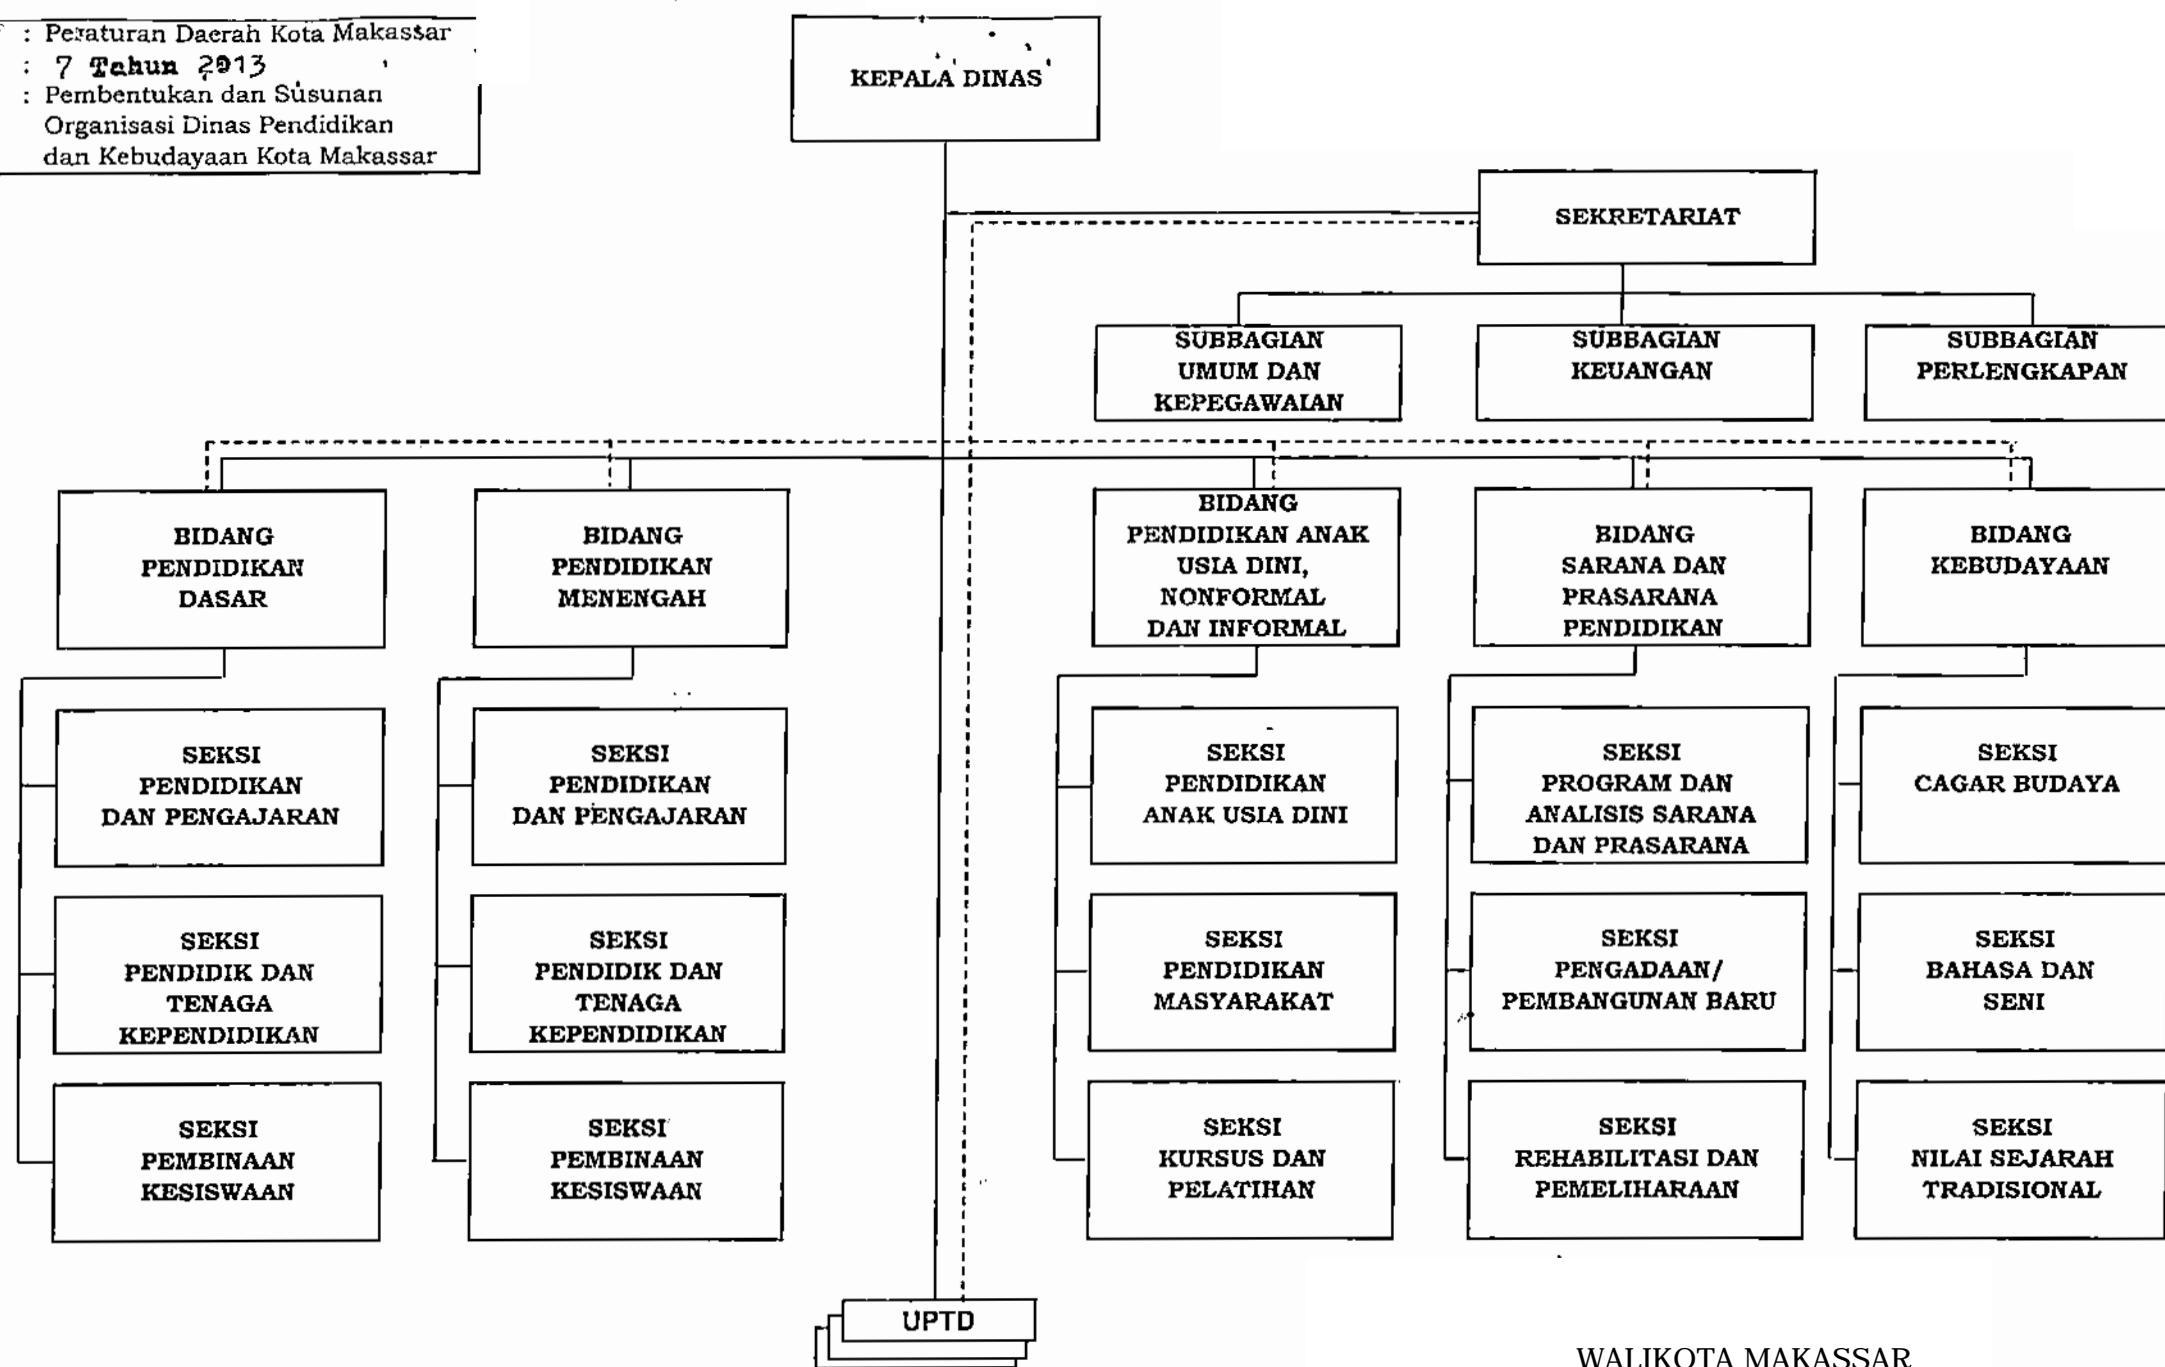 : Peraturan Daerah Kota Makassar
: 7 Tahun 2013
: Pembentukan dan Susunan
Organisasi Dinas Pendidikan
dan Kebudayaan Kota Makassar
KEPALA DINAS
SEKRETARIAT
SUBBAGIAN
UMUM DAN
KEPEGAWAIAN
SUBBAGIAN
KEUANGAN
SUBBAGIAN
PERLENGKAPAN
BIDANG
PENDIDIKAN
DASAR
BIDANG
PENDIDIKAN
MENENGAH
BIDANG
PENDIDIKAN ANAK
USIA DINI,
NONFORMAL
DAN INFORMAL
BIDANG
SARANA DAN
PRASARANA
PENDIDIKAN
BIDANG
KEBUDAYAAN
SEKSI
PENDIDIKAN
DAN PENGAJARAN
SEKSI
PENDIDIKAN
DAN PENGAJARAN
SEKSI
PENDIDIKAN
ANAK USIA DINI
SEKSI
PROGRAM DAN
ANALISIS SARANA
DAN PRASARANA
SEKSI
CAGAR BUDAYA
SEKSI
PENDIDIK DAN
TENAGA
KEPENDIDIKAN
SEKSI
PENDIDIK DAN
TENAGA
KEPENDIDIKAN
SEKSI
PENDIDIKAN
MASYARAKAT
SEKSI
PENGADAAN/
PEMBANGUNAN BARU
SEKSI
BAHASA DAN
SENI
SEKSI
PEMBINAAN
KESISWAAN
SEKSI
PEMBINAAN
KESISWAAN
SEKSI
KURSUS DAN
PELATIHAN
SEKSI
REHABILITASI DAN
PEMELIHARAAN
SEKSI
NILAI SEJARAH
TRADISIONAL
UPTD
WALIKOTA MAKASSAR